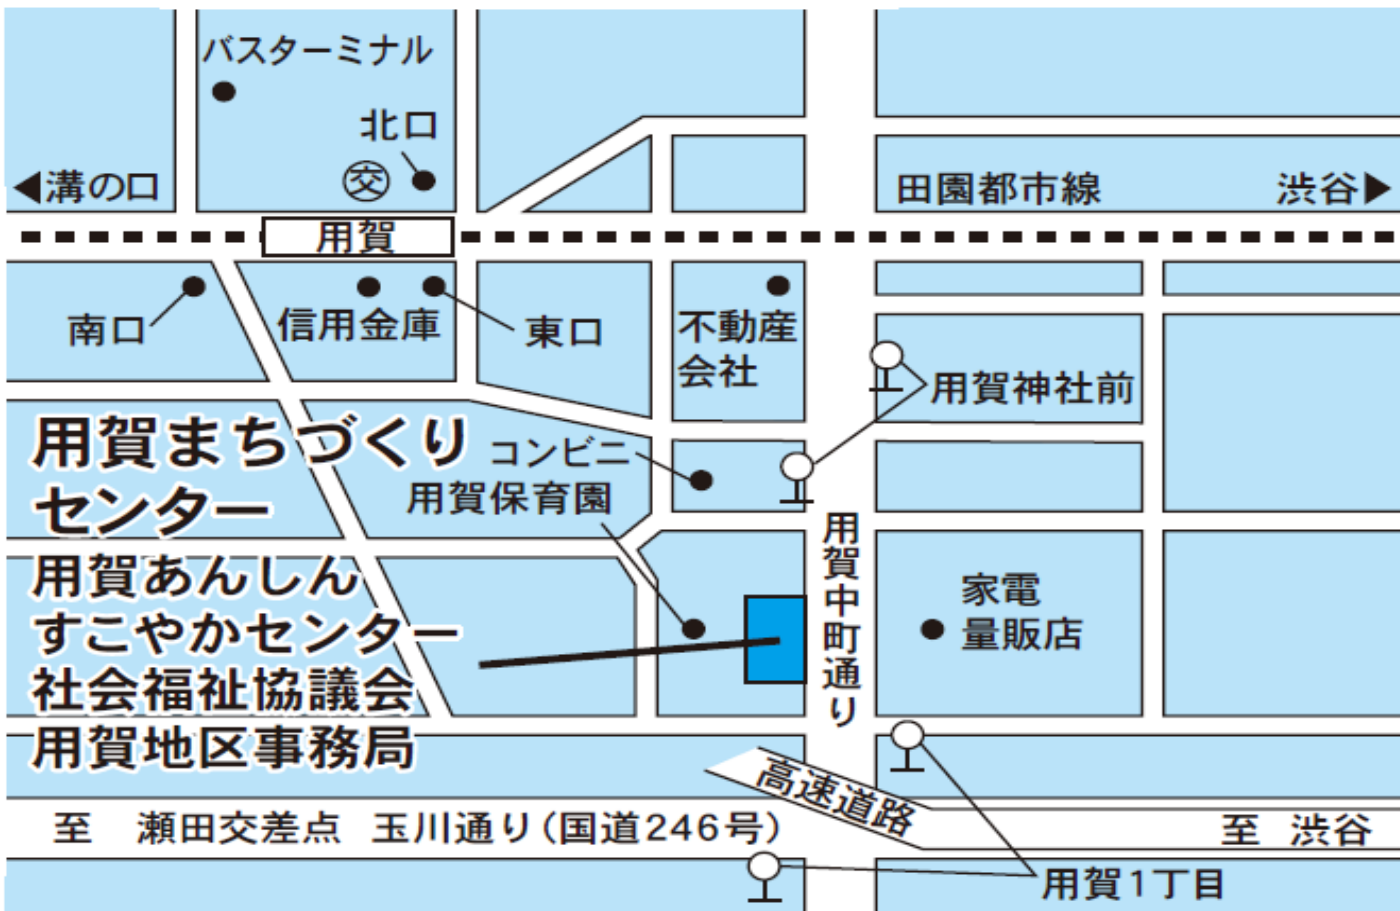 バスターミナル
北口
交
◀溝の口
田園都市線
渋谷▶
用賀
南口
信用金庫
東口
不動産
会社
用賀神社前
用賀まちづくり
センター
コンビニ
用賀保育園
用賀あんしん
すこやかセンター
社会福祉協議会
用賀地区事務局
用賀中町通り
家電
量販店
高速道路
至 瀬田交差点 玉川通り(国道246号)
至 渋谷
用賀1丁目